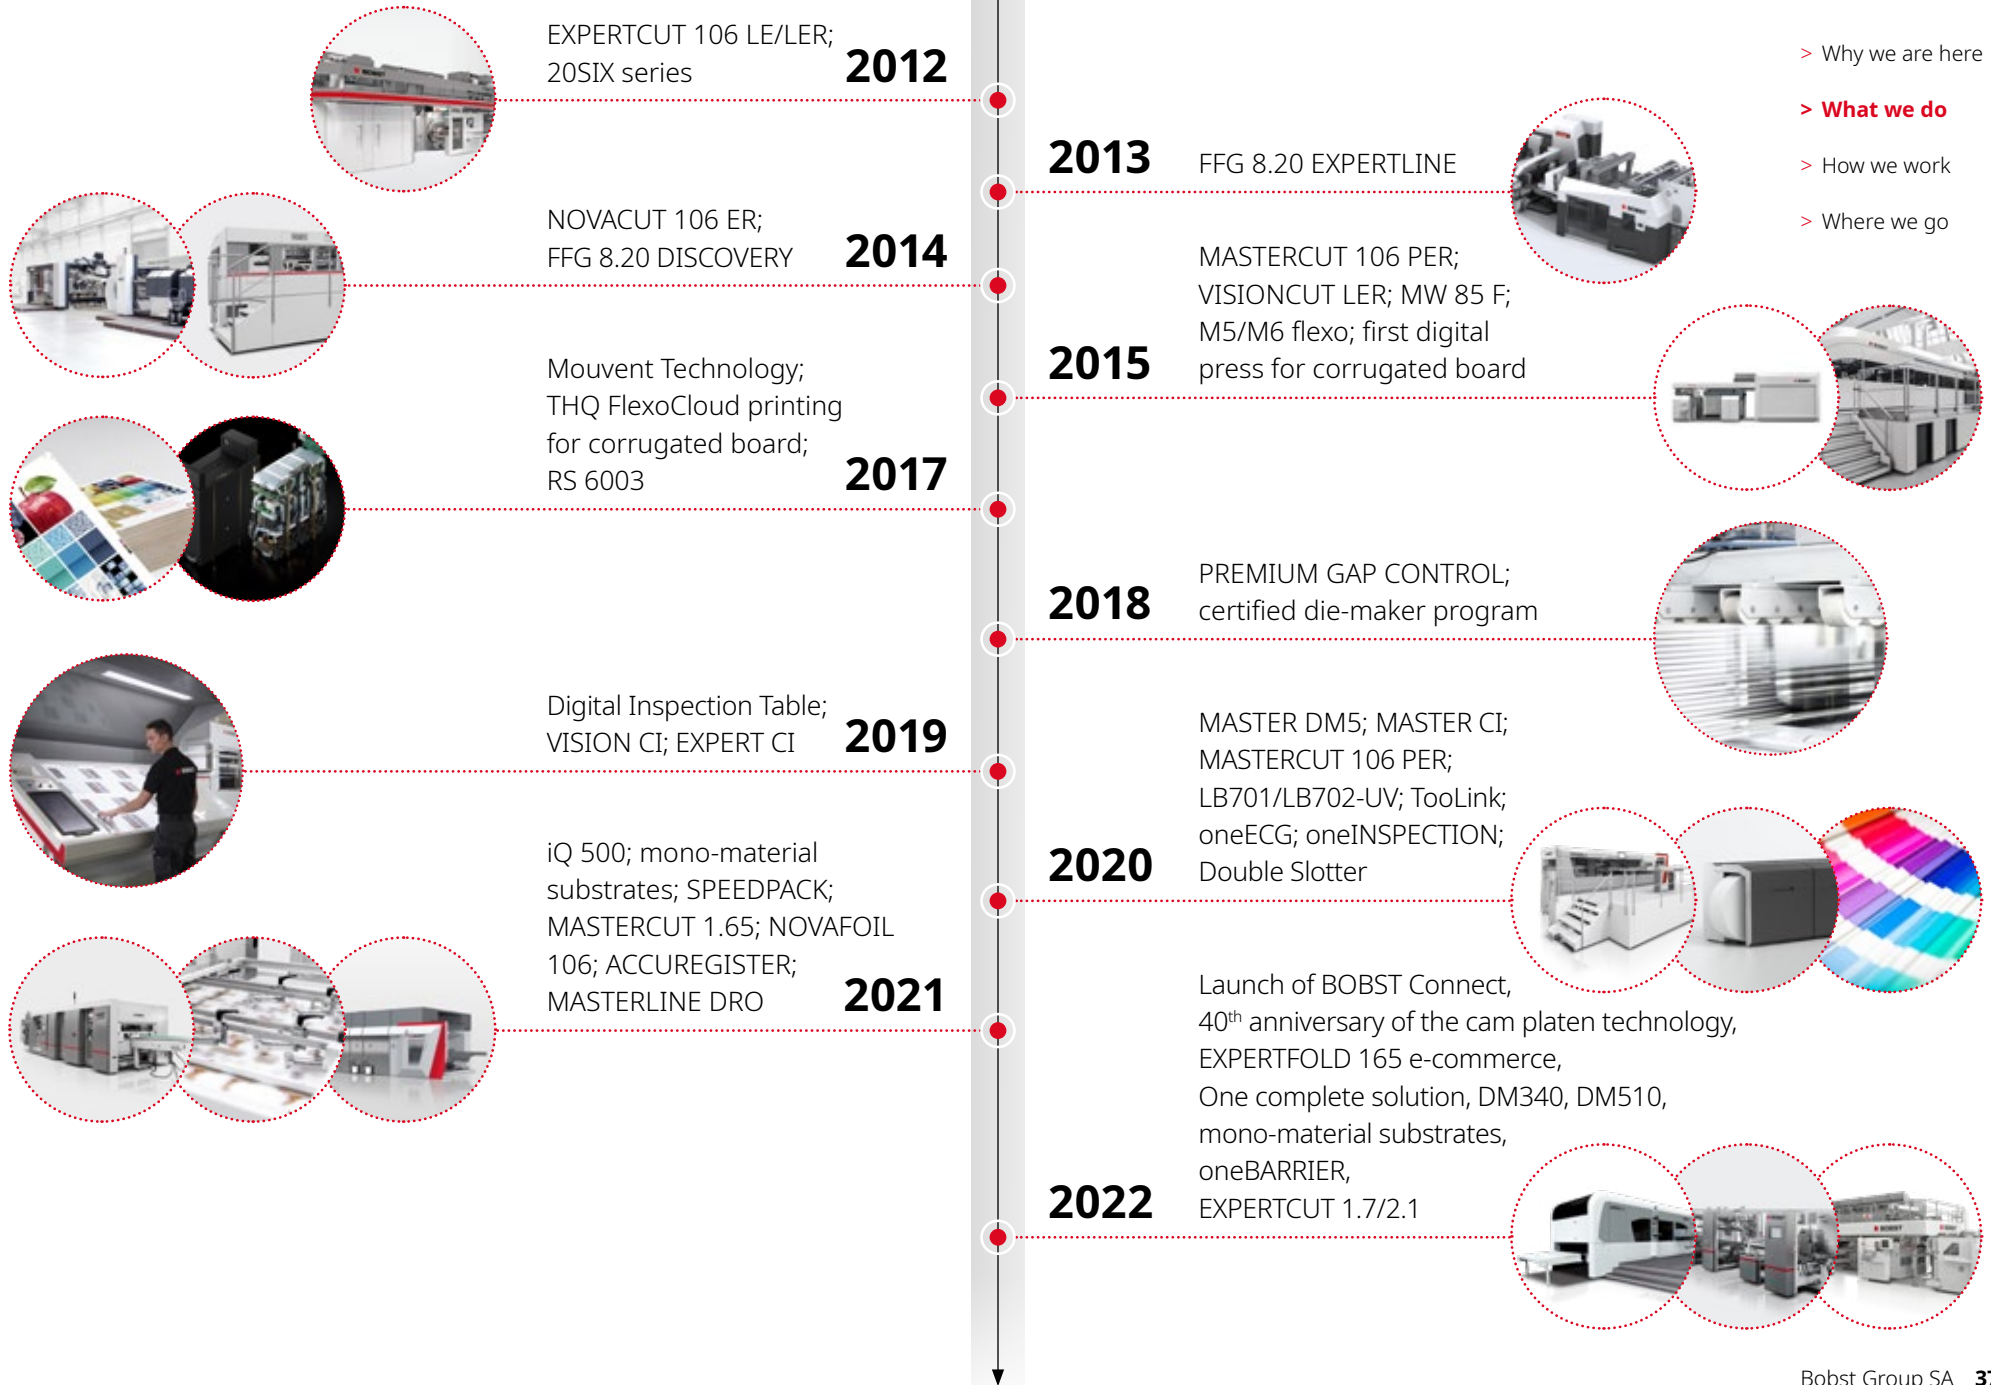 EXPERTCUT 106 LE/LER;
20SIX series
2012
> Why we are here
> What we do
> How we work
> Where we go
2013
FFG 8.20 EXPERTLINE
NOVACUT 106 ER;
FFG 8.20 DISCOVERY
2014
MASTERCUT 106 PER;
VISIONCUT LER; MW 85 F;
M5/M6 flexo; first digital
press for corrugated board
2015
Mouvent Technology;
THQ FlexoCloud printing
for corrugated board;
RS 6003
2017
2018
PREMIUM GAP CONTROL;
certified die-maker program
Digital Inspection Table;
VISION CI; EXPERT CI
2019
MASTER DM5; MASTER CI;
MASTERCUT 106 PER;
LB701/LB702-UV; TooLink;
oneECG; oneINSPECTION;
Double Slotter
2020
iQ 500; mono-material
substrates; SPEEDPACK;
MASTERCUT 1.65; NOVAFOIL
106; ACCUREGISTER;
MASTERLINE DRO
2021
Launch of BOBST Connect,
40th anniversary of the cam platen technology,
EXPERTFOLD 165 e-commerce,
One complete solution, DM340, DM510,
mono-material substrates,
oneBARRIER,
EXPERTCUT 1.7/2.1
2022
BOBST
BOBST
BOBST
BOBST
BOBST
Bobst Group SA 37